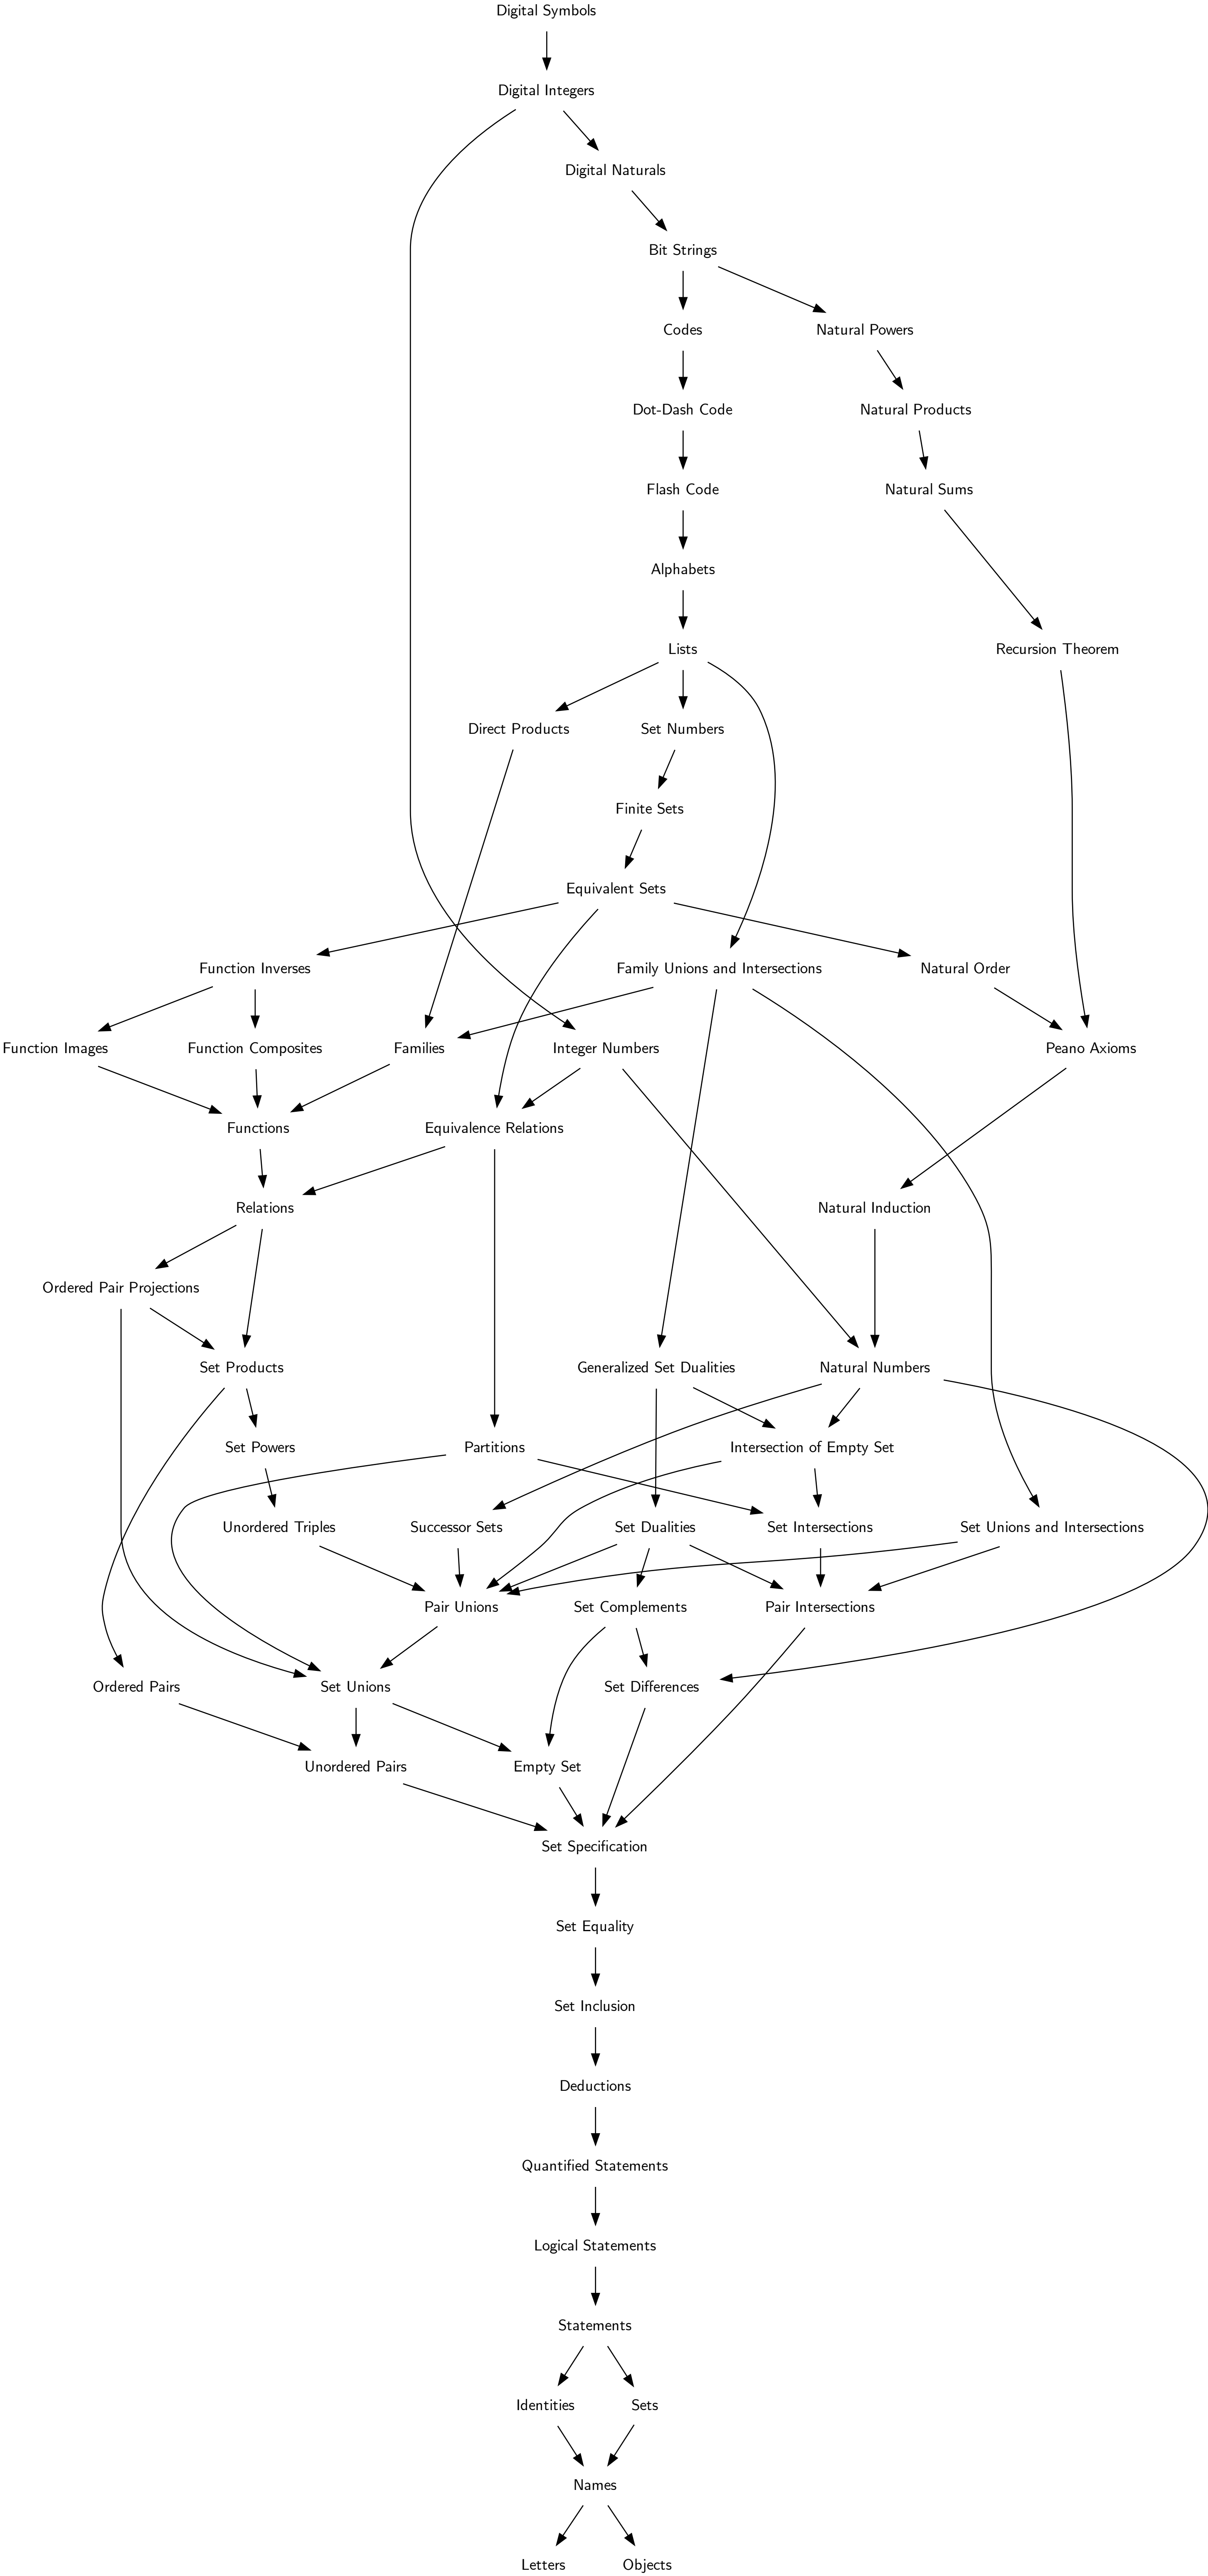 Digital Symbols
Digital Integers
Digital Naturals
Bit Strings
Codes
Natural Powers
Dot-Dash Code
Natural Products
Flash Code
Natural Sums
Alphabets
Lists
Recursion Theorem
Direct Products
Set Numbers
Finite Sets
Equivalent Sets
Function Inverses
Family Unions and Intersections
Natural Order
Function Images
Function Composites
Families
Integer Numbers
Peano Axioms
Functions
Equivalence Relations
Relations
Natural Induction
Ordered Pair Projections
Set Products
Generalized Set Dualities
Natural Numbers
Set Powers
Partitions
Intersection of Empty Set
Unordered Triples
Successor Sets
Set Dualities
Set Intersections
Set Unions and Intersections
Pair Unions
Set Complements
Pair Intersections
Ordered Pairs
Set Unions
Set Differences
Unordered Pairs
Empty Set
Set Specification
Set Equality
Set Inclusion
Deductions
Quantified Statements
Logical Statements
Statements
Identities
Sets
Names
Letters
Objects